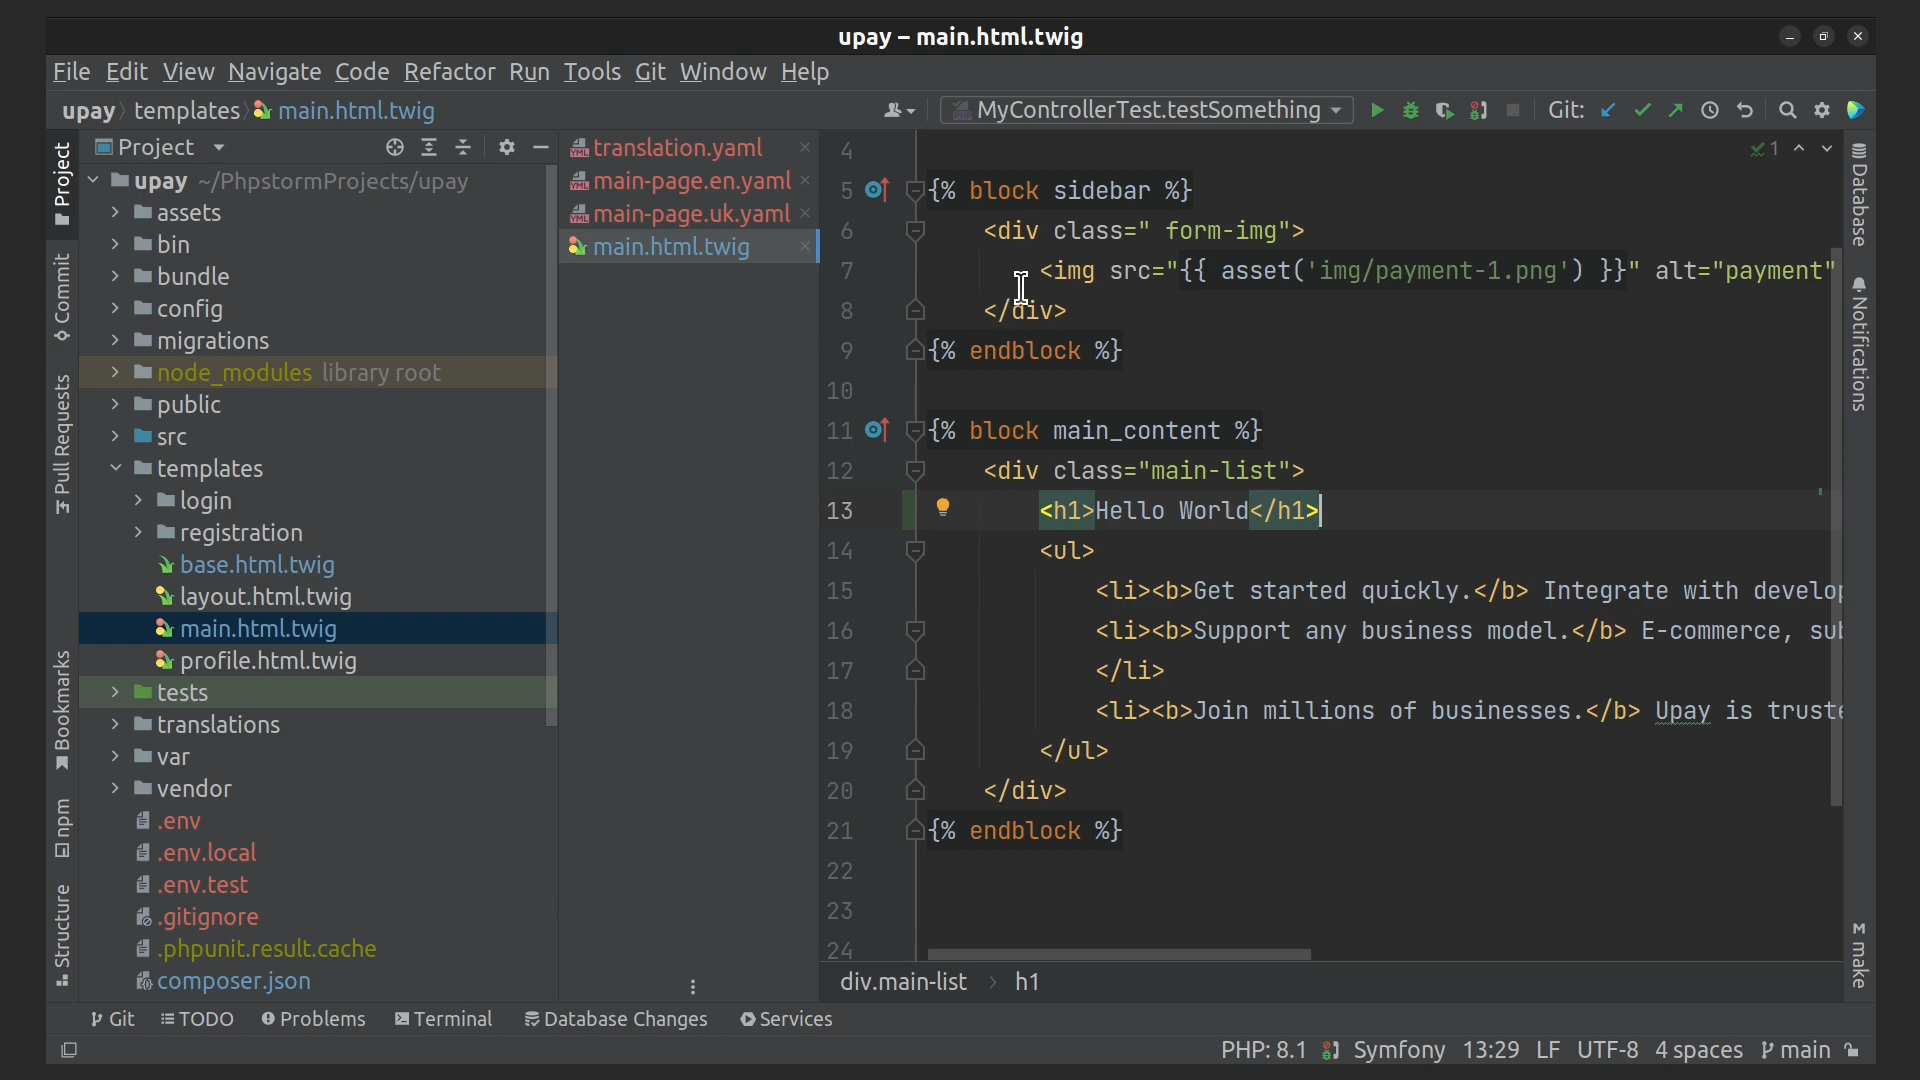 upay – main.html.twig
File Edit View Navigate Code Refactor Run Tools Git Window Help
upay templates main.html.twig
MyControllerTest.testSomething
Git:
Project
Commit
Pull Requests
Bookmarks
npm
Structure
Project
upay ~/PhpstormProjects/upay
assets
bin
bundle
config
migrations
node_modules library root
public
src
templates
login
registration
base.html.twig
layout.html.twig
main.html.twig
profile.html.twig
tests
translations
var
vendor
.env
.env.local
.env.test
.gitignore
.phpunit.result.cache
composer.json
translation.yaml
main-page.en.yaml
main-page.uk.yaml
main.html.twig
1
4
5 {% block sidebar %}
6 <div class=" form-img">
7 <img src="{{ asset('img/payment-1.png') }}" alt="payment"
8 </div>
9 {% endblock %}
10
11 {% block main_content %}
12 <div class="main-list">
13 <h1>Hello World</h1>
14 <ul>
15 <li><b>Get started quickly.</b> Integrate with develop
16 <li><b>Support any business model.</b> E-commerce, sub
17 </li>
18 <li><b>Join millions of businesses.</b> Upay is truste
19 </ul>
20 </div>
21 {% endblock %}
22
23
24
div.main-list h1
Database
Notifications
make
Git TODO Problems Terminal Database Changes Services
PHP: 8.1 Symfony 13:29 LF UTF-8 4 spaces main